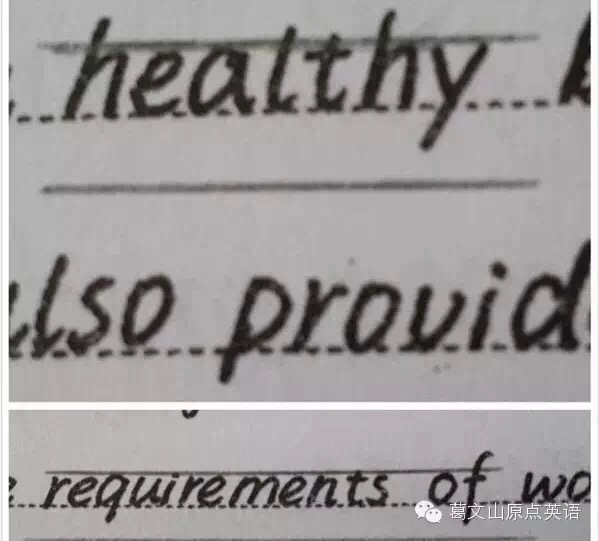 healthy
also provid
requirements of wo
葛文山原点英语